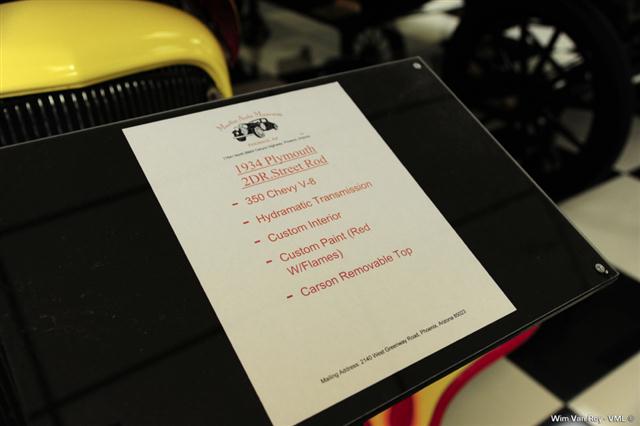 1934 Plymouth
2DR. Street Rod
- 350 Chevy V-8
- Hydramatic Transmission
- Custom Interior
- Custom Paint (Red
W/Flames)
- Carson Removable Top
Mailing Address: 2140 West Greenway Road, Phoenix, Arizona 85023
Wim Van Roy - VML ©